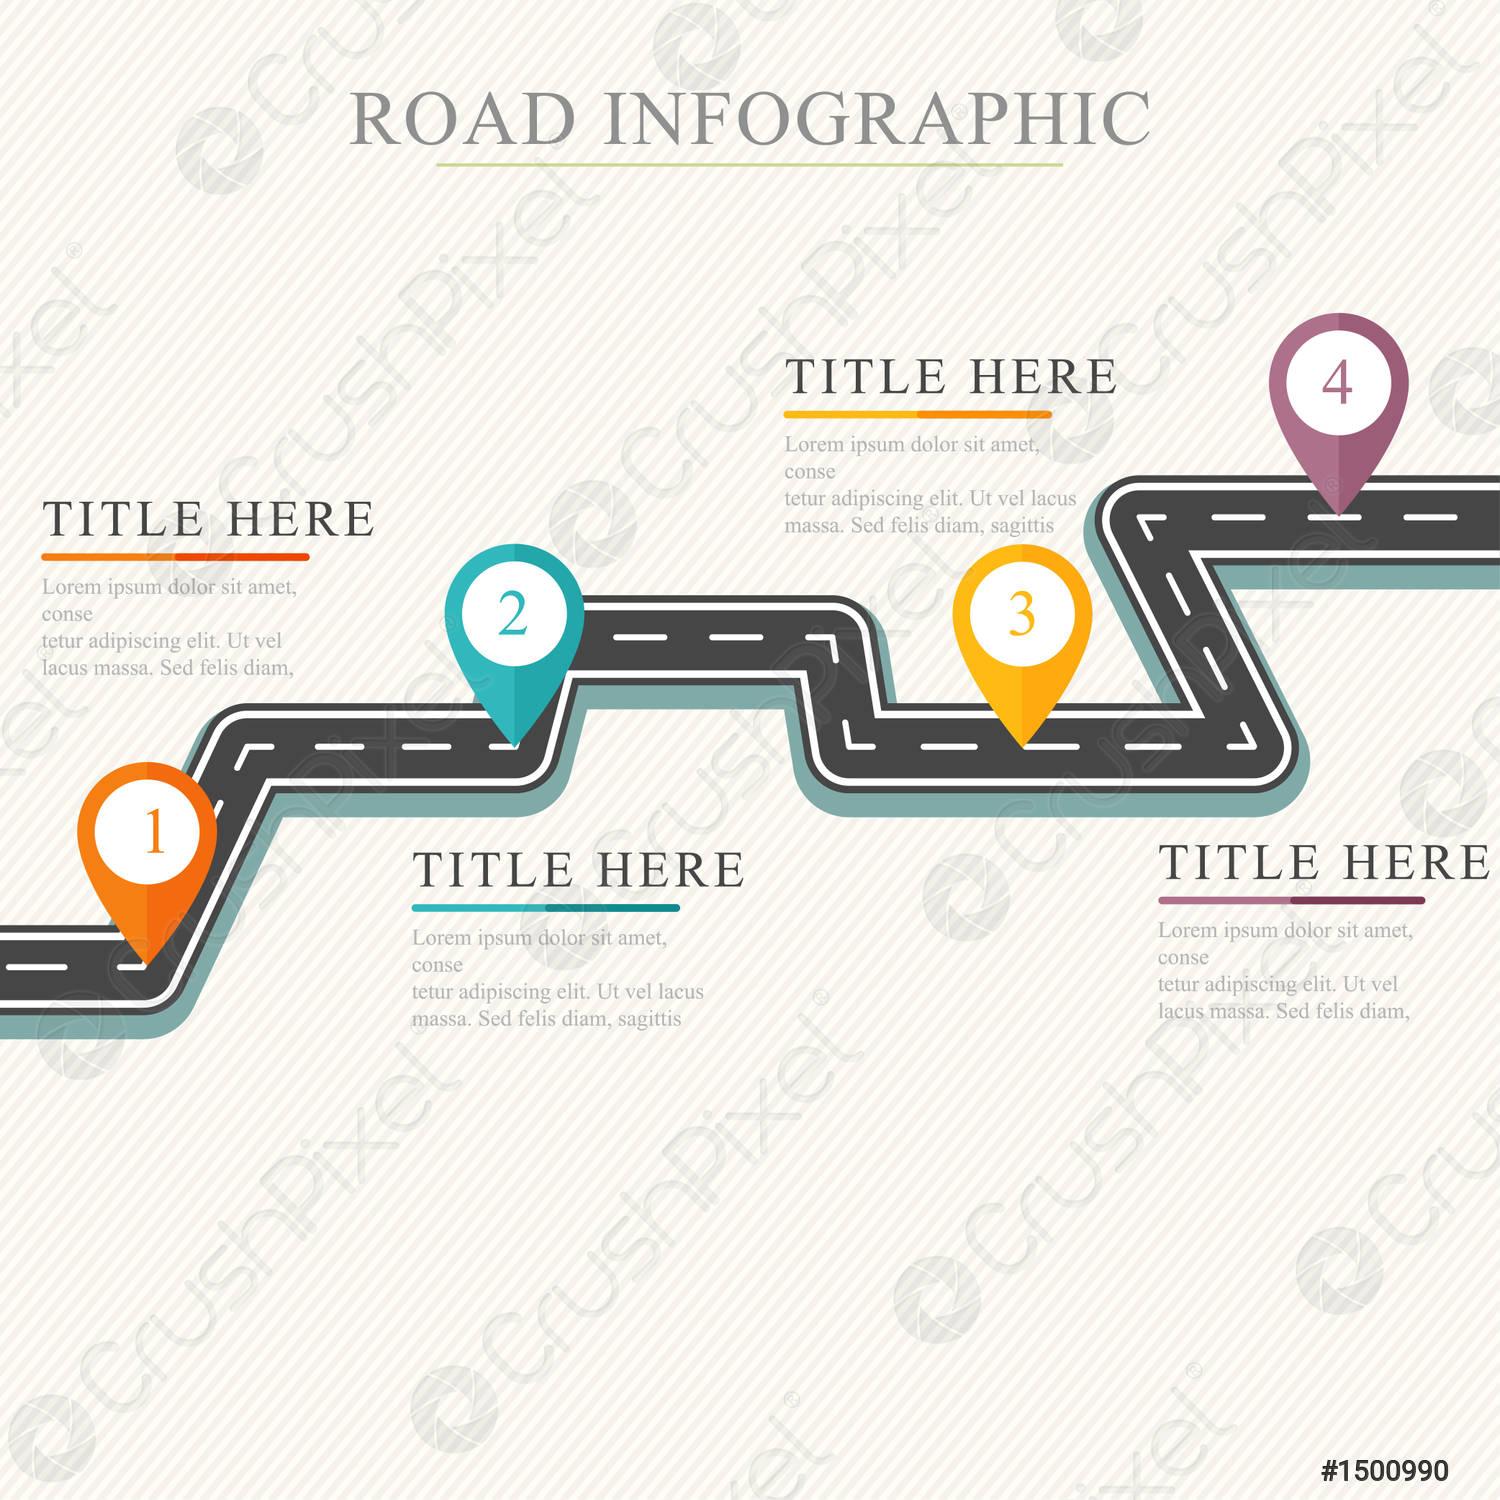 ROAD INFOGRAPHIC
TITLE HERE
Lorem ipsum dolor sit amet,
conse
tetur adipiscing elit. Ut vel
lacus massa. Sed felis diam,
1
2
TITLE HERE
Lorem ipsum dolor sit amet,
conse
tetur adipiscing elit. Ut vel lacus
massa. Sed felis diam, sagittis
TITLE HERE
Lorem ipsum dolor sit amet,
conse
tetur adipiscing elit. Ut vel lacus
massa. Sed felis diam, sagittis
3
4
TITLE HERE
Lorem ipsum dolor sit amet,
conse
tetur adipiscing elit. Ut vel
lacus massa. Sed felis diam,
CrushPixel®
#1500990